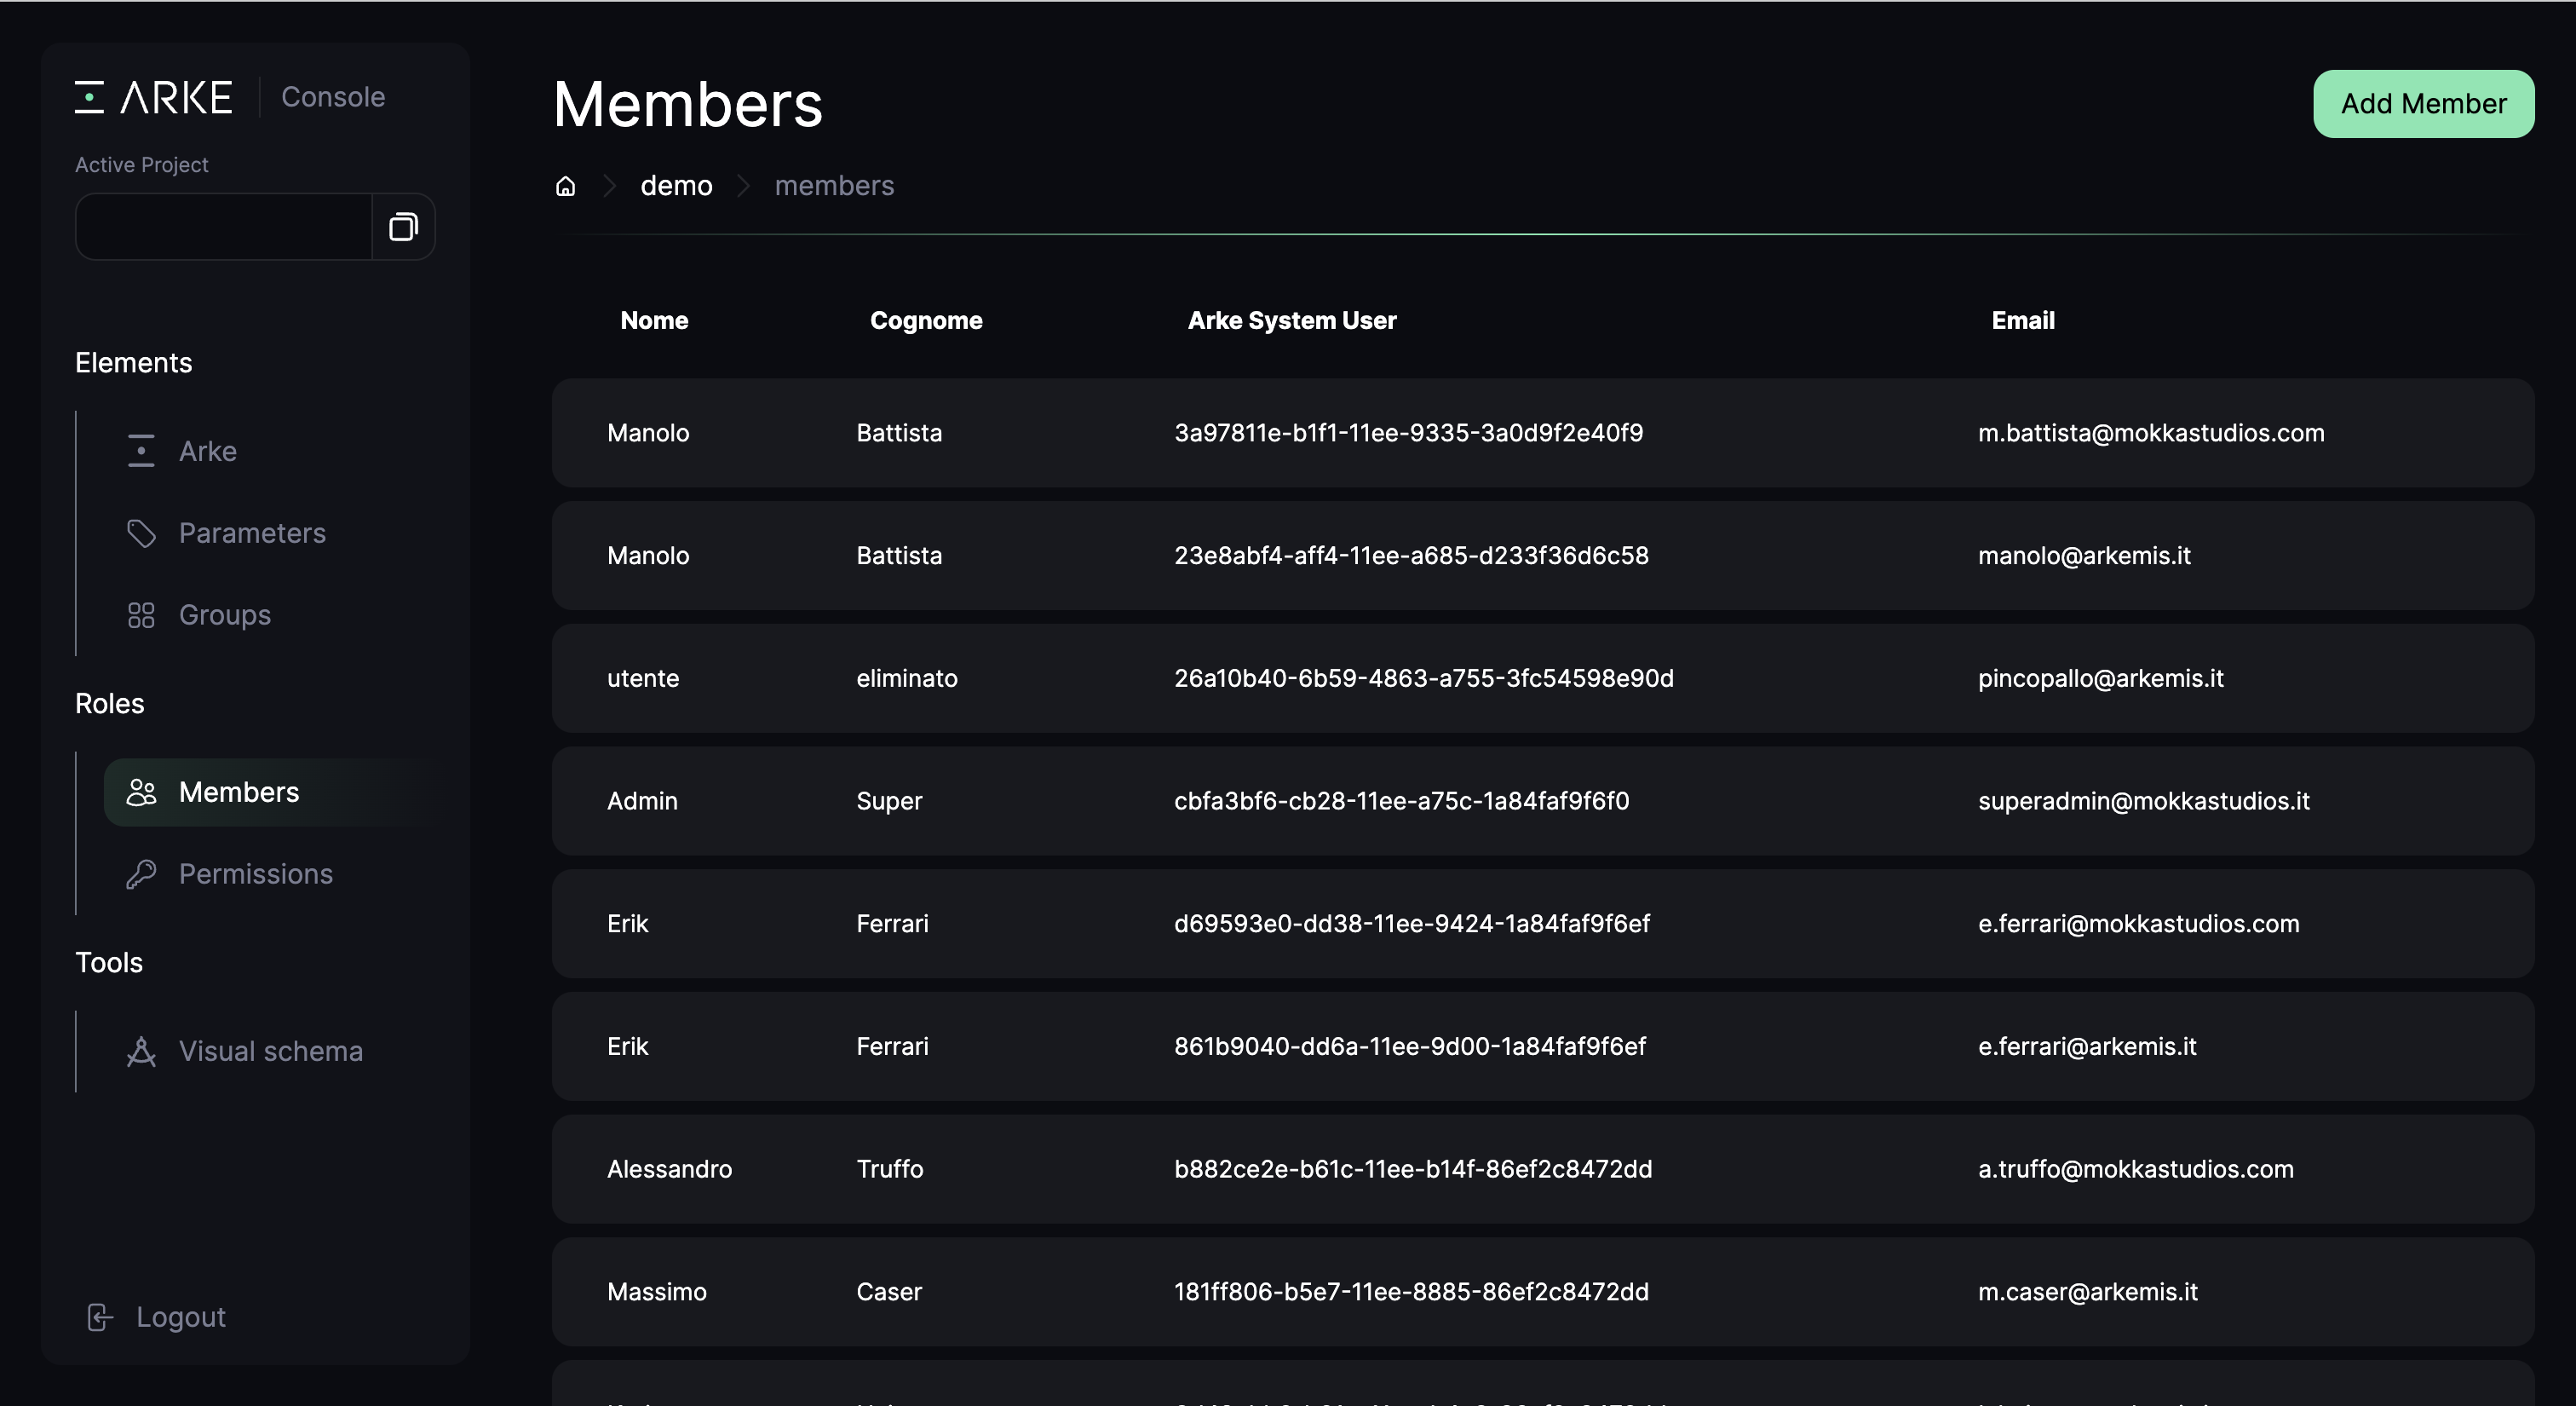 ARKE Console
Active Project
Elements
Arke
Parameters
Groups
Roles
Members
Permissions
Tools
Visual schema
Logout
Members
Add Member
demo members
Nome Cognome Arke System User Email
Manolo Battista 3a97811e-b1f1-11ee-9335-3a0d9f2e40f9 m.battista@mokkastudios.com
Manolo Battista 23e8abf4-aff4-11ee-a685-d233f36d6c58 manolo@arkemis.it
utente eliminato 26a10b40-6b59-4863-a755-3fc54598e90d pincopallo@arkemis.it
Admin Super cbfa3bf6-cb28-11ee-a75c-1a84faf9f6f0 superadmin@mokkastudios.it
Erik Ferrari d69593e0-dd38-11ee-9424-1a84faf9f6ef e.ferrari@mokkastudios.com
Erik Ferrari 861b9040-dd6a-11ee-9d00-1a84faf9f6ef e.ferrari@arkemis.it
Alessandro Truffo b882ce2e-b61c-11ee-b14f-86ef2c8472dd a.truffo@mokkastudios.com
Massimo Caser 181ff806-b5e7-11ee-8885-86ef2c8472dd m.caser@arkemis.it